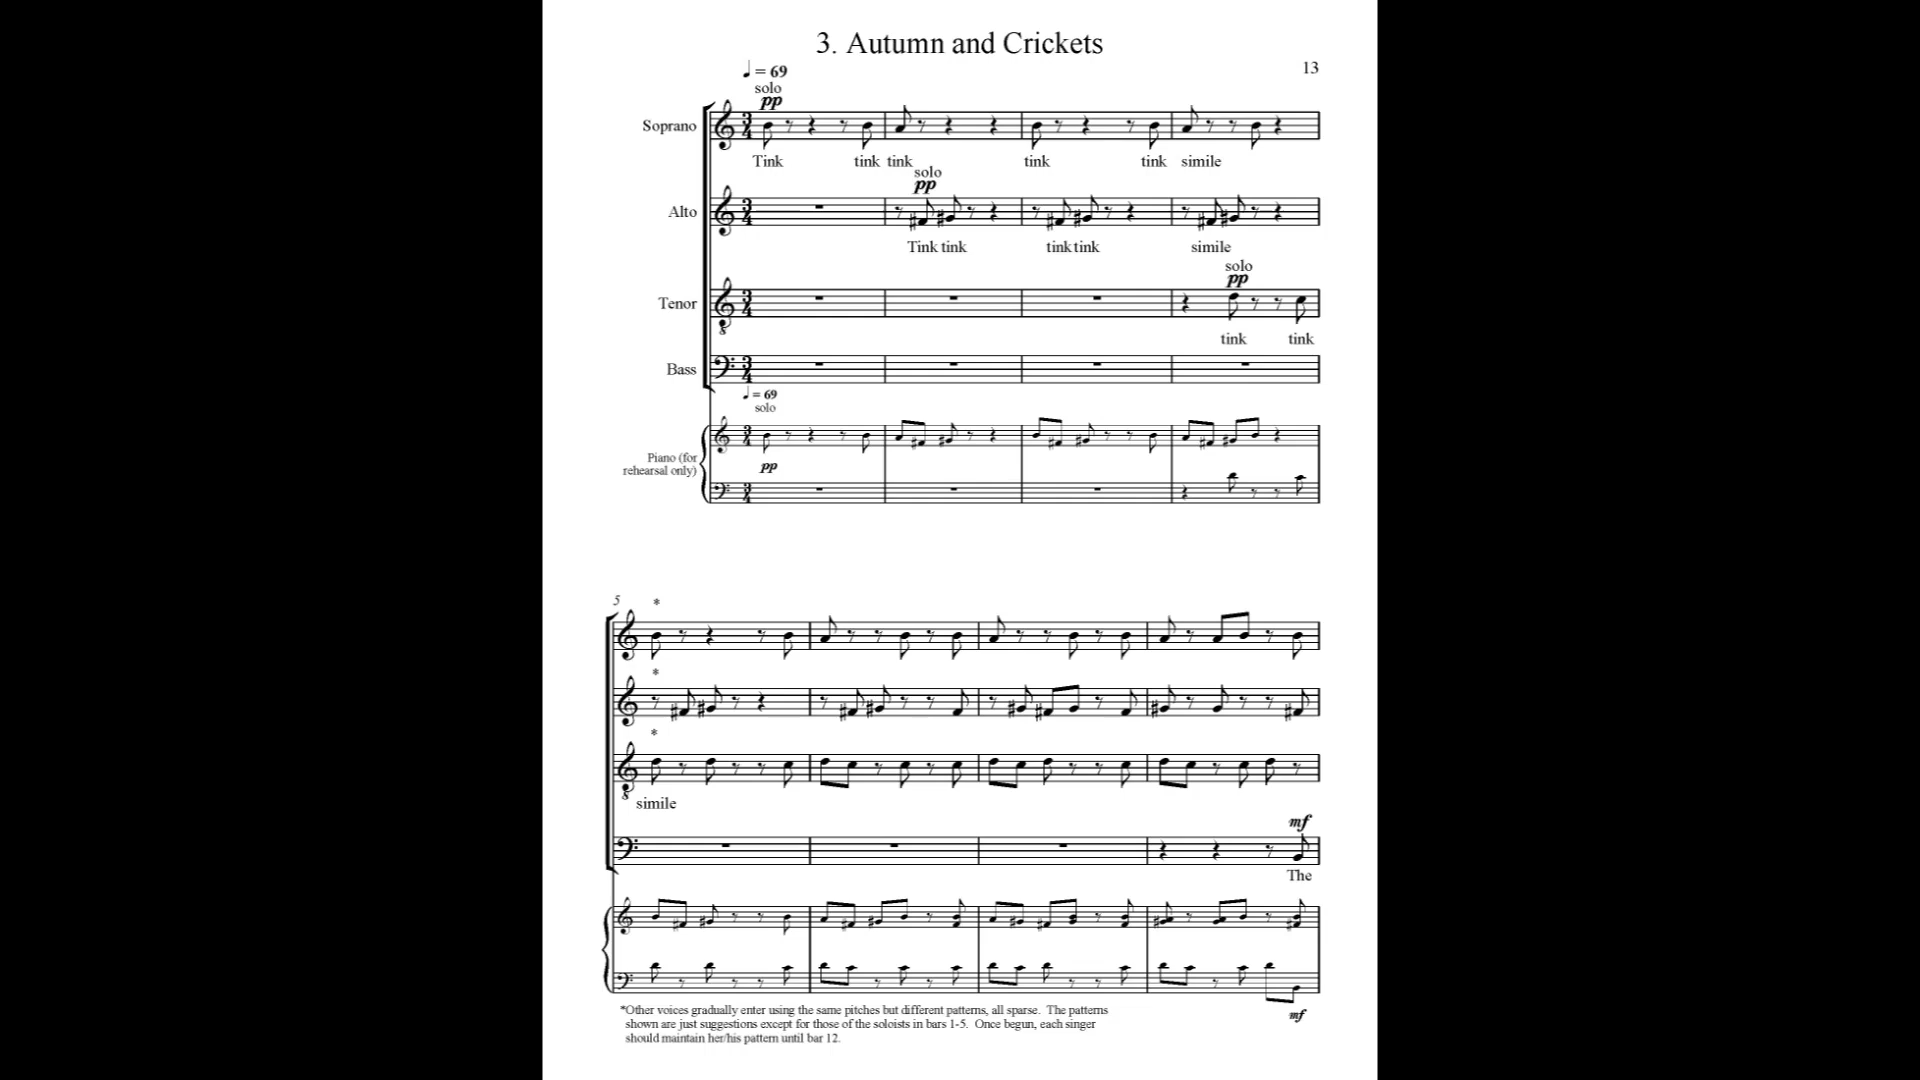 3. Autumn and Crickets
13
♩ = 69
solo
pp
Soprano
Tink tink tink tink tink simile
solo
pp
Alto
Tink tink tink tink simile
solo
pp
Tenor
tink tink
Bass
♩ = 69
solo
Piano (for
rehearsal only)
pp
5
*
*
*
simile
mf
The
*Other voices gradually enter using the same pitches but different patterns, all sparse. The patterns
shown are just suggestions except for those of the soloists in bars 1-5. Once begun, each singer
should maintain her/his pattern until bar 12.
mf